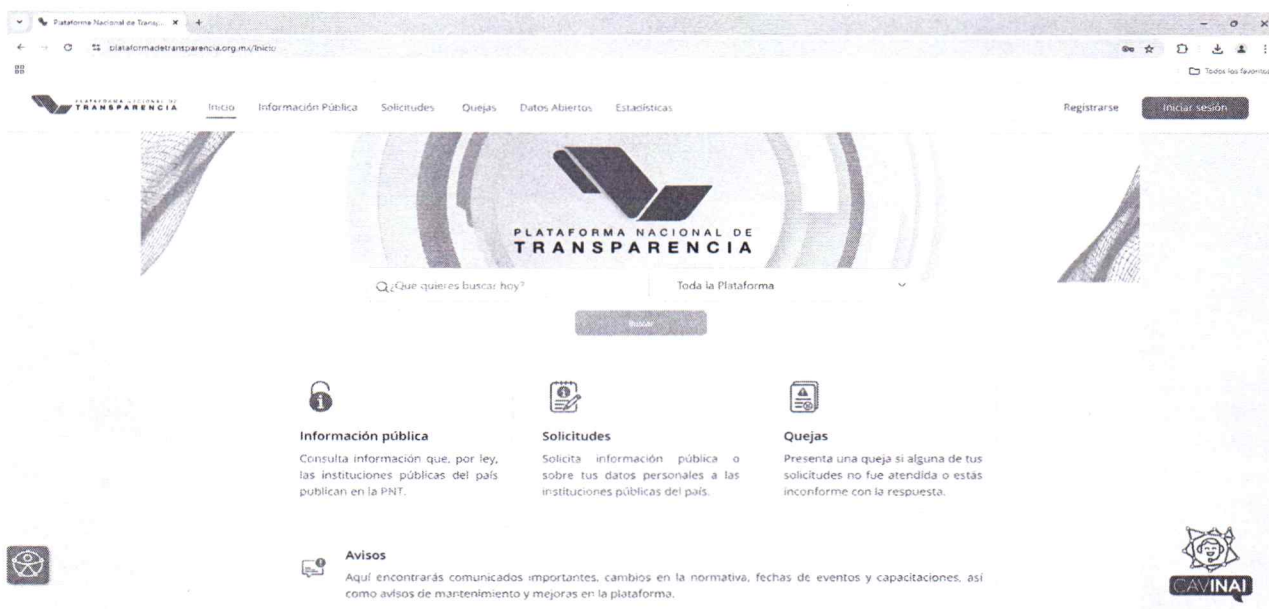 Plataforma Nacional de Transp...
plataformadetransparencia.org.mx/Inicio
Todos los favoritos
PLATAFORMA NACIONAL DE
TRANSPARENCIA
Inicio
Información Pública
Solicitudes
Quejas
Datos Abiertos
Estadísticas
Registrarse
Iniciar sesión
PLATAFORMA NACIONAL DE
TRANSPARENCIA
¿Que quieres buscar hoy?
Toda la Plataforma
Buscar
Información pública
Consulta información que, por ley,
las instituciones públicas del país
publican en la PNT.
Solicitudes
Solicita información pública o
sobre tus datos personales a las
instituciones públicas del país.
Quejas
Presenta una queja si alguna de tus
solicitudes no fue atendida o estás
inconforme con la respuesta.
Avisos
Aquí encontrarás comunicados importantes, cambios en la normativa, fechas de eventos y capacitaciones, así
como avisos de mantenimiento y mejoras en la plataforma.
CAVINAI